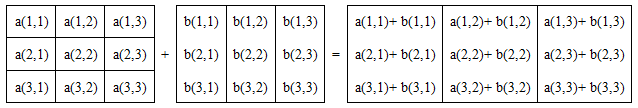 a(1,1) a(1,2) a(1,3) b(1,1) b(1,2) b(1,3) a(1,1)+ b(1,1) a(1,2)+ b(1,2) a(1,3)+ b(1,3)
a(2,1) a(2,2) a(2,3) + b(2,1) b(2,2) b(2,3) = a(2,1)+ b(2,1) a(2,2)+ b(2,2) a(2,3)+ b(2,3)
a(3,1) a(3,2) a(3,3) b(3,1) b(3,2) b(3,3) a(3,1)+ b(3,1) a(3,2)+ b(3,2) a(3,3)+ b(3,3)